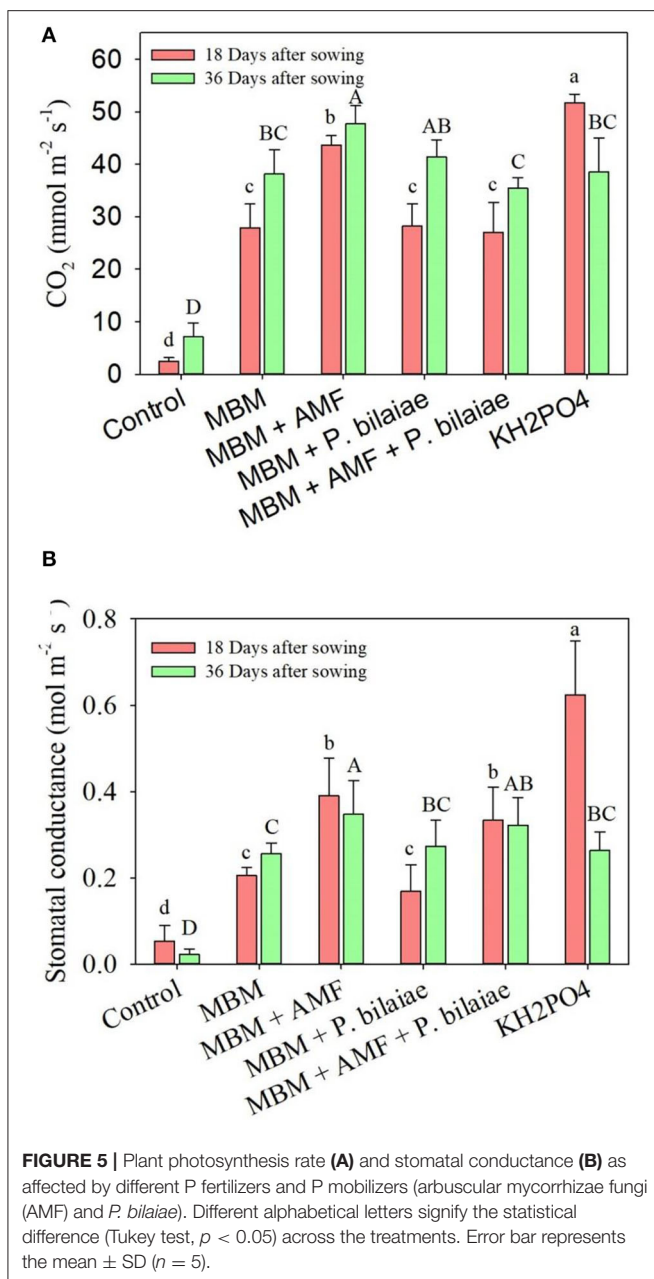 A
18 Days after sowing
36 Days after sowing
CO₂ (mmol m⁻² s⁻¹)
60
50
40
30
20
10
0
d
D
c
BC
b
A
c
AB
c
C
a
BC
Control
MBM
MBM + AMF
MBM + P. bilaiae
MBM + AMF + P. bilaiae
KH2PO4
B
18 Days after sowing
36 Days after sowing
Stomatal conductance (mol m⁻² s⁻)
0.8
0.6
0.4
0.2
0.0
d
D
c
C
b
A
c
BC
b
AB
a
BC
Control
MBM
MBM + AMF
MBM + P. bilaiae
MBM + AMF + P. bilaiae
KH2PO4
FIGURE 5 | Plant photosynthesis rate (A) and stomatal conductance (B) as
affected by different P fertilizers and P mobilizers (arbuscular mycorrhizae fungi
(AMF) and P. bilaiae). Different alphabetical letters signify the statistical
difference (Tukey test, p < 0.05) across the treatments. Error bar represents
the mean ± SD (n = 5).